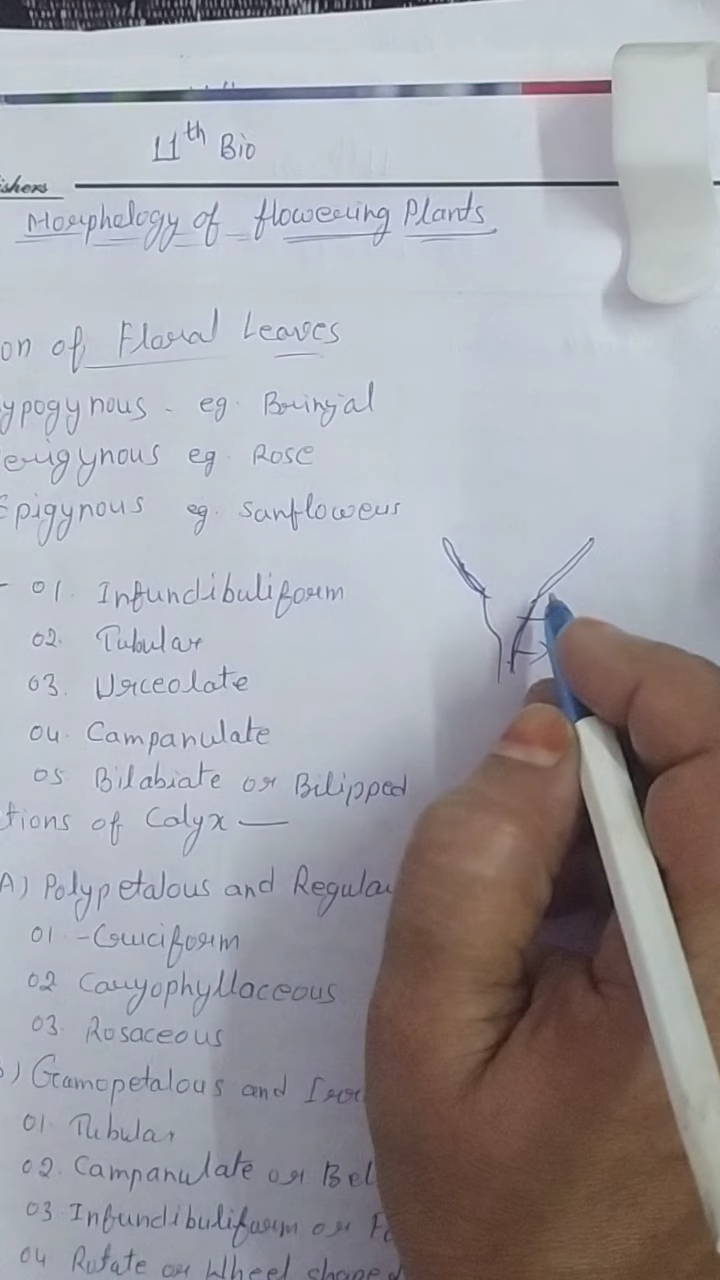 11th Bio
ishers
Morphology of flowering Plants
on of Floral Leaves
ypogynous - eg. Brinjal
erigynous eg. Rose
Epigynous eg. Sanflowers
01. Infundibuliform
02. Tubular
03. Urceolate
04. Campanulate
05 Bilabiate or Bilipped
tions of Calyx —
A) Polypetalous and Regular
01 - Cruciform
02 Caryophyllaceous
03. Rosaceous
) Gamopetalous and
01. Tubular
02. Campanulate or Bel
03 Infundibuliform or
04 Rotate or Wheel shaped